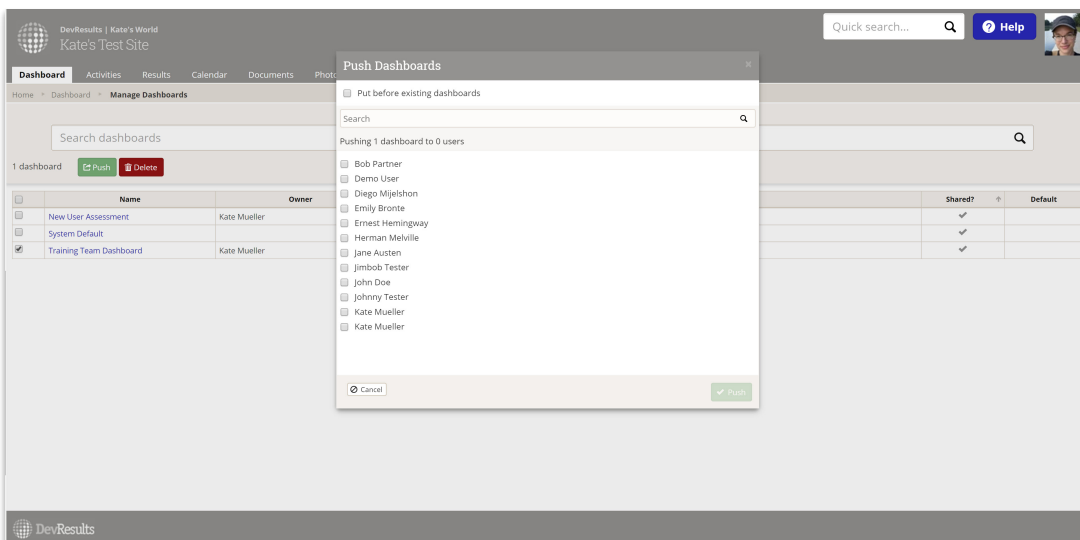 DevResults | Kate's World
Kate's Test Site
Quick search...
Help
Dashboard Activities Results Calendar Documents
Home Dashboard Manage Dashboards
Search dashboards
1 dashboard Push Delete
Name Owner Shared? Default
New User Assessment Kate Mueller
System Default
Training Team Dashboard Kate Mueller
Push Dashboards
Put before existing dashboards
Search
Pushing 1 dashboard to 0 users
Bob Partner
Demo User
Diego Mijelshon
Emily Bronte
Ernest Hemingway
Herman Melville
Jane Austen
Jimbob Tester
John Doe
Johnny Tester
Kate Mueller
Kate Mueller
Cancel Push
DevResults